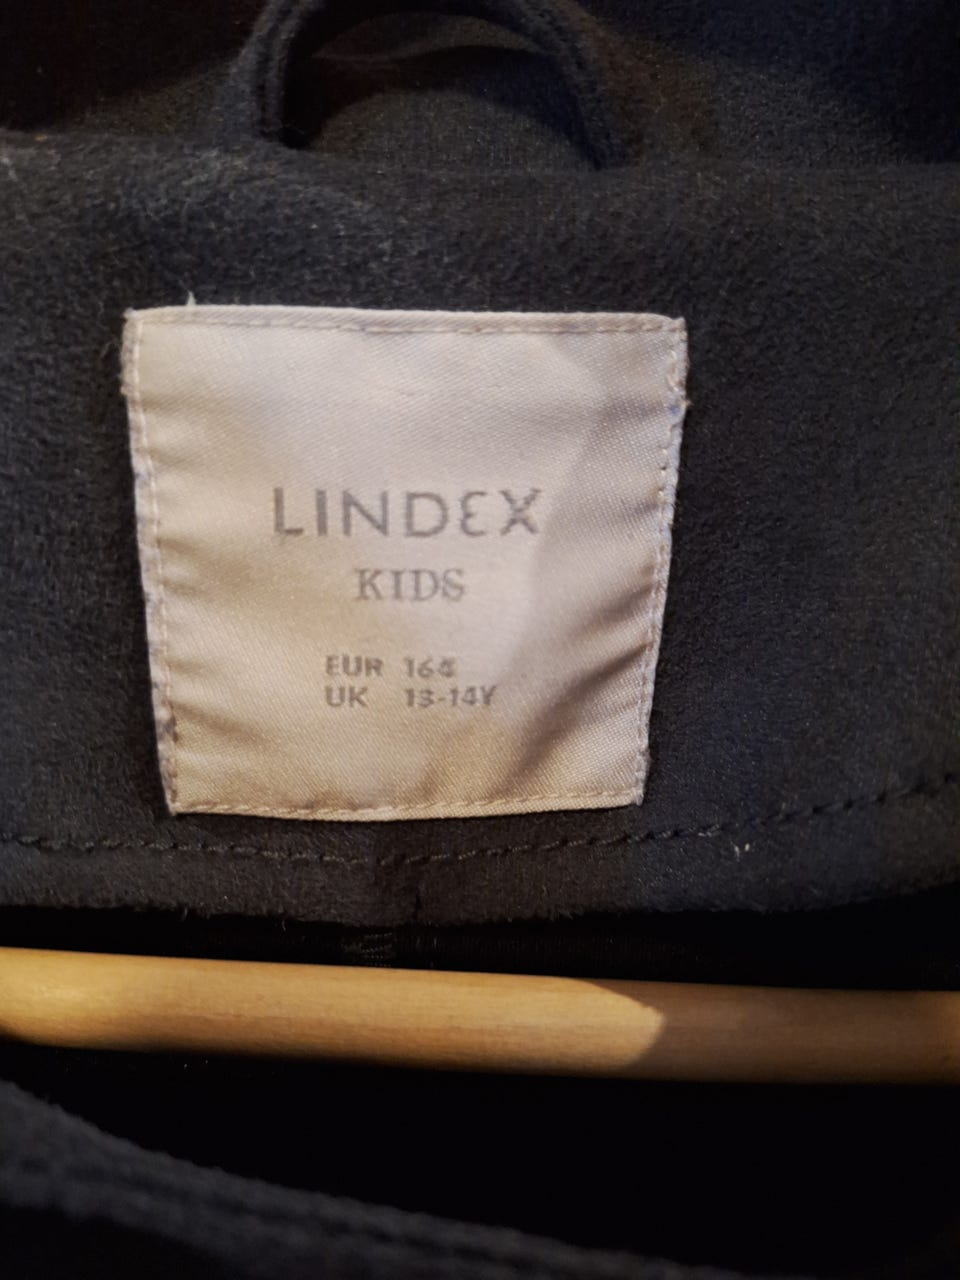 LINDEX
KIDS
EUR 164
UK 13-14Y